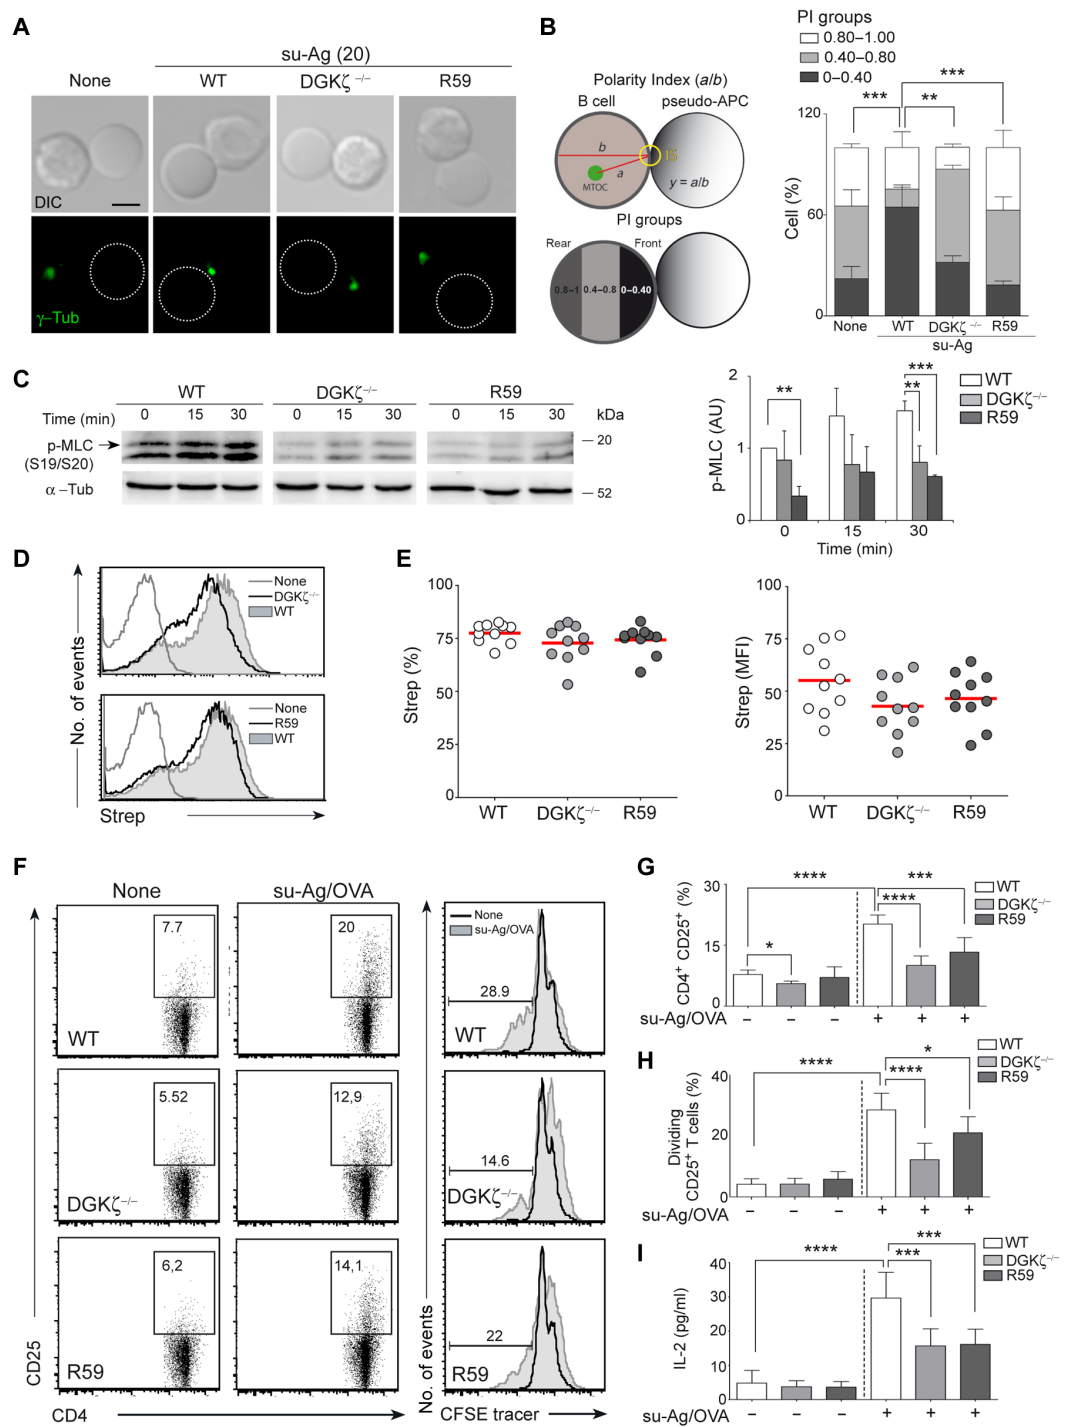 A
su-Ag (20)
None
WT
DGKζ −/−
R59
DIC
γ–Tub
B
PI groups
0.80–1.00
0.40–0.80
0–0.40
Polarity Index (a/b)
B cell
pseudo-APC
b
a
IS
MTOC
y = a/b
PI groups
Rear
Front
0.8–1
0.4–0.8
0–0.40
***
***
**
120
60
0
Cell (%)
None
WT
DGKζ −/−
R59
su-Ag
C
WT
DGKζ−/−
R59
Time (min)
0
15
30
0
15
30
0
15
30
kDa
p-MLC
(S19/S20)
20
α –Tub
52
2
1
0
p-MLC (AU)
**
***
**
WT
DGKζ−/−
R59
0
15
30
Time (min)
D
None
DGKζ−/−
WT
None
R59
WT
No. of events
Strep
E
100
75
50
25
0
Strep (%)
WT
DGKζ−/−
R59
100
75
50
25
0
Strep (MFI)
WT
DGKζ−/−
R59
F
None
su-Ag/OVA
7.7
20
WT
5.52
12,9
DGKζ−/−
6,2
14,1
R59
CD25
CD4
None
su-Ag/OVA
28.9
WT
14.6
DGKζ−/−
22
R59
No. of events
CFSE tracer
G
30
15
0
CD4+ CD25+ (%)
****
***
****
*
WT
DGKζ−/−
R59
su-Ag/OVA
– – – + + +
H
40
20
0
Dividing
CD25+ T cells (%)
****
*
****
WT
DGKζ−/−
R59
su-Ag/OVA
– – – + + +
I
40
30
20
10
0
IL-2 (pg/ml)
****
***
***
WT
DGKζ−/−
R59
su-Ag/OVA
– – – + + +